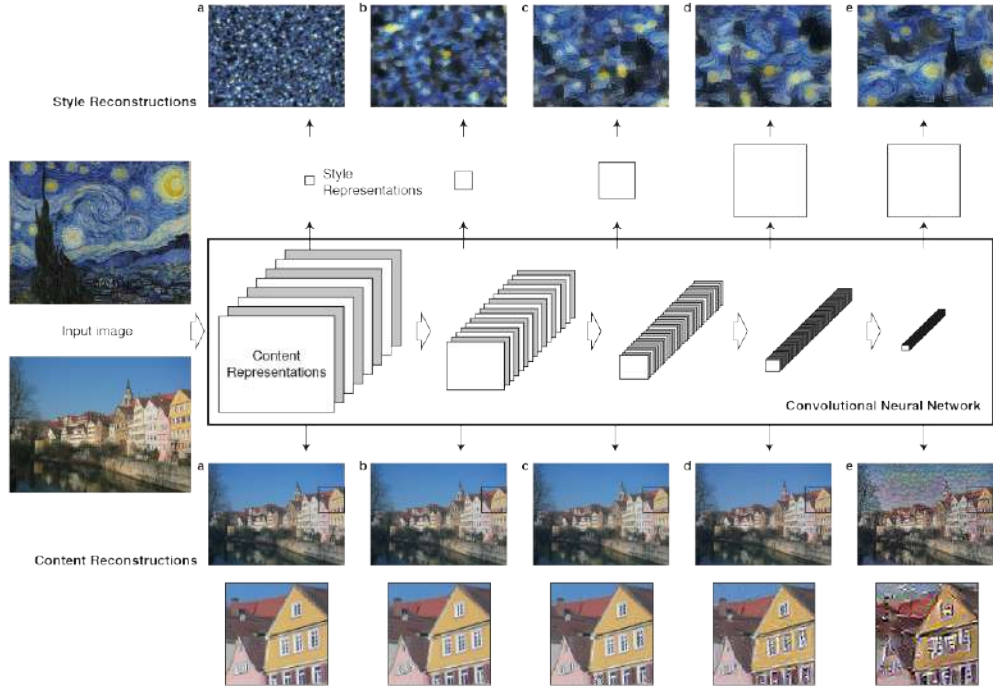 a b c d e
Style Reconstructions
Style
Representations
Input image
Content
Representations
Convolutional Neural Network
a b c d e
Content Reconstructions